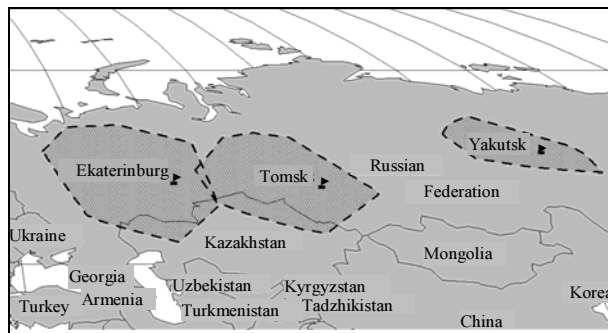 Yakutsk
Ekaterinburg
Tomsk
Russian
Federation
Ukraine
Kazakhstan
Mongolia
Georgia
Uzbekistan
Kyrgyzstan
Korea
Turkey
Armenia
Turkmenistan
Tadzhikistan
China